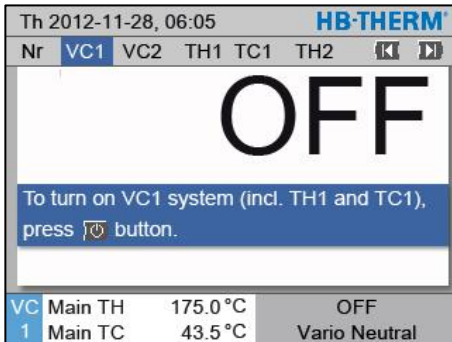 Th 2012-11-28, 06:05 HB-THERM®
Nr VC1 VC2 TH1 TC1 TH2
OFF
To turn on VC1 system (incl. TH1 and TC1),
press button.
VC Main TH 175.0 °C OFF
1 Main TC 43.5 °C Vario Neutral